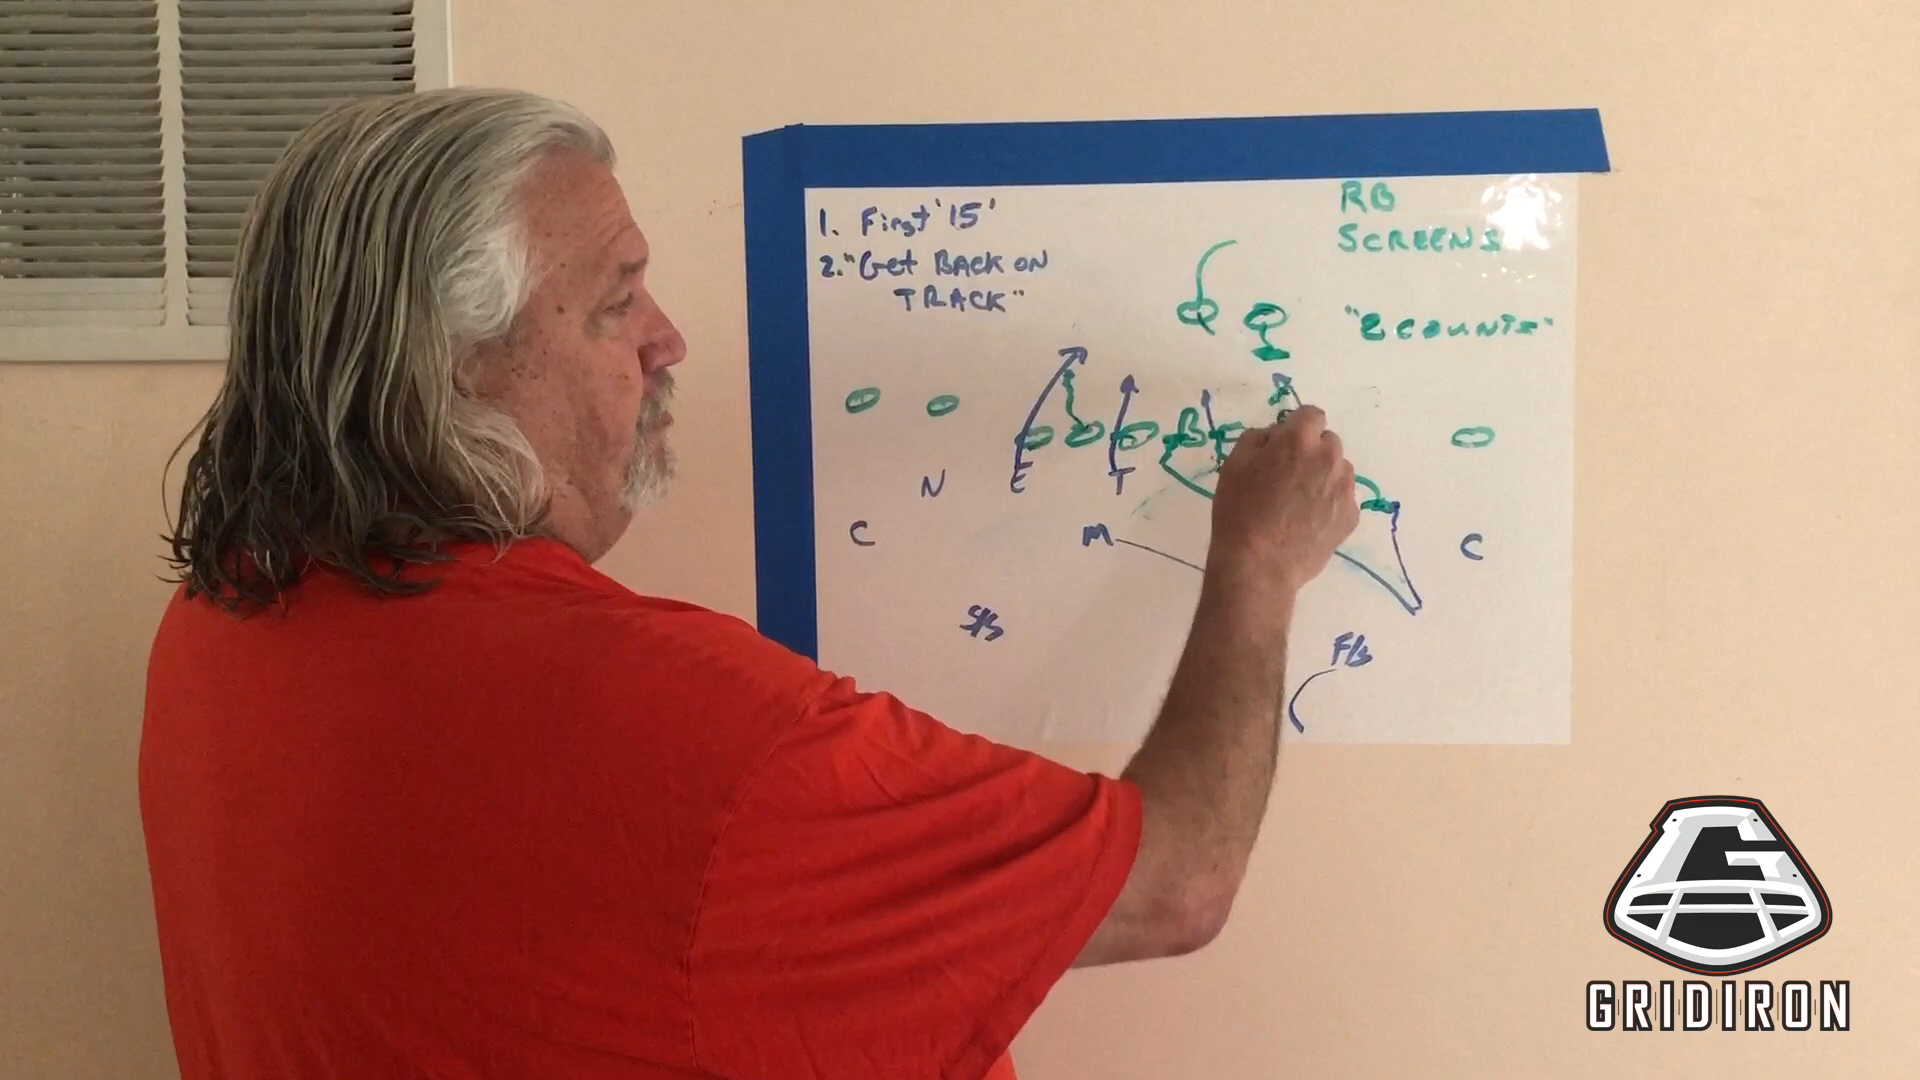 1. First '15'
2. "Get BACK ON
TRACK"
RB
SCREENS
"2 COUNTS"
B
N
E
T
C
M
C
S/S
F/S
GRIDIRON